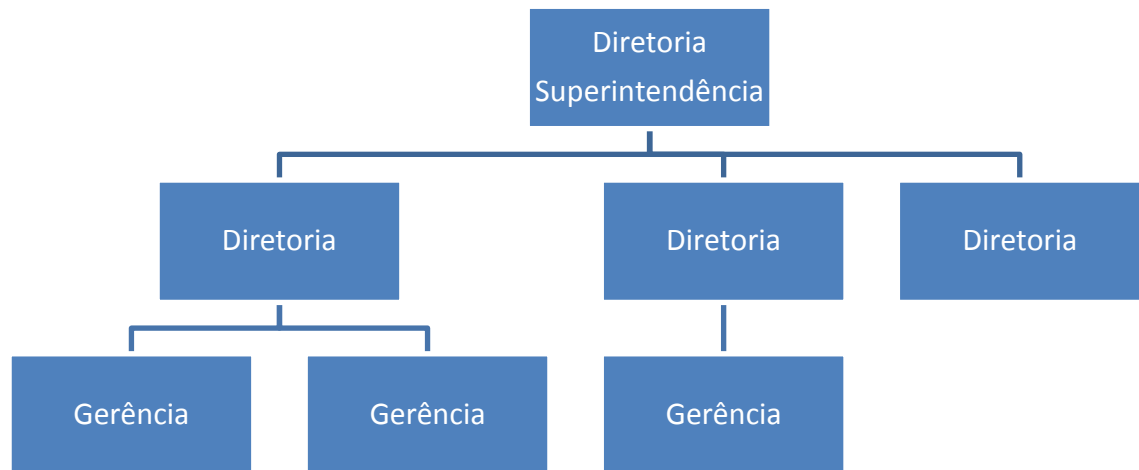 Diretoria
Superintendência
Diretoria
Diretoria
Diretoria
Gerência
Gerência
Gerência